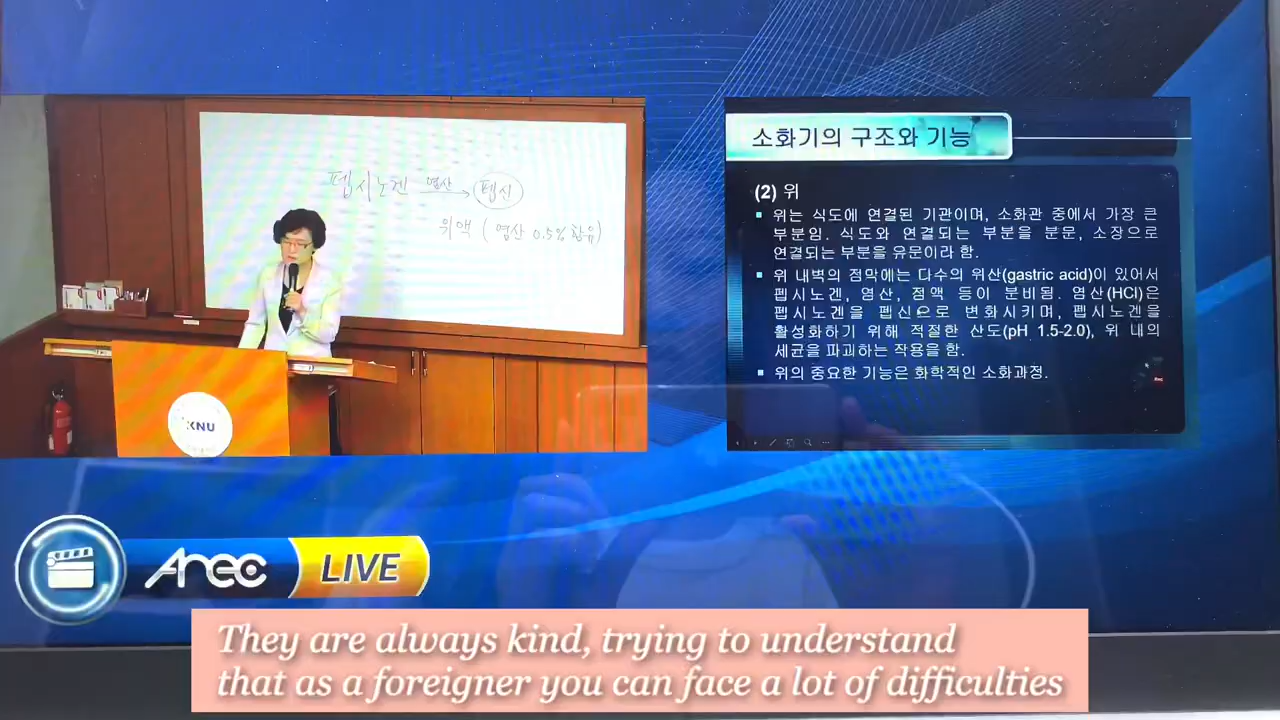 펩시노겐 염산 → 펩신
위액 ( 염산 0.5% 함유)
KNU
소화기의 구조와 기능
(2) 위
▪ 위는 식도에 연결된 기관이며, 소화관 중에서 가장 큰
부분임. 식도와 연결되는 부분을 분문, 소장으로
연결되는 부분을 유문이라 함.
▪ 위 내벽의 점막에는 다수의 위산(gastric acid)이 있어서
펩시노겐, 염산, 점액 등이 분비됨. 염산(HCl)은
펩시노겐을 펩신으로 변화시키며, 펩시노겐을
활성화하기 위해 적절한 산도(pH 1.5-2.0), 위 내의
세균을 파괴하는 작용을 함.
▪ 위의 중요한 기능은 화학적인 소화과정.
Arec LIVE
They are always kind, trying to understand
that as a foreigner you can face a lot of difficulties